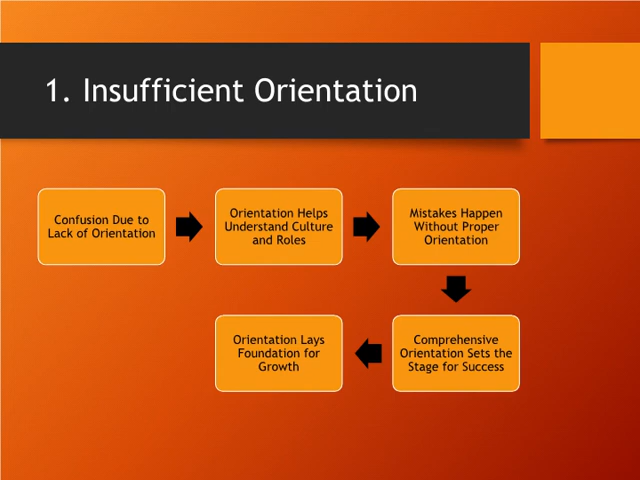 1. Insufficient Orientation
Confusion Due to
Lack of Orientation
Orientation Helps
Understand Culture
and Roles
Mistakes Happen
Without Proper
Orientation
Comprehensive
Orientation Sets the
Stage for Success
Orientation Lays
Foundation for
Growth